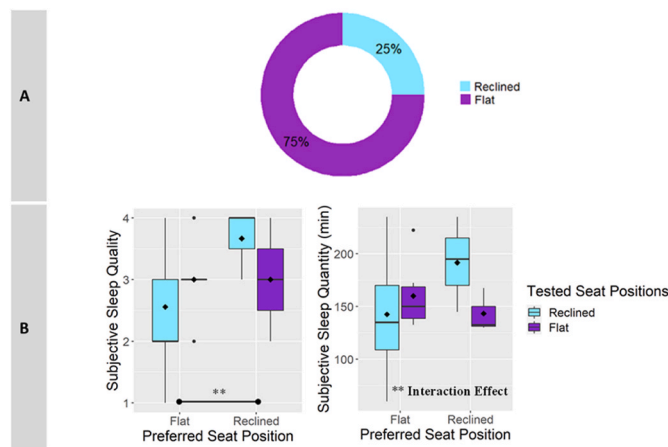 A
25%
75%
Reclined
Flat
B
Subjective Sleep Quality
4
3
2
1
**
Flat
Reclined
Preferred Seat Position
Subjective Sleep Quantity (min)
200
150
100
** Interaction Effect
Flat
Reclined
Preferred Seat Position
Tested Seat Positions
Reclined
Flat